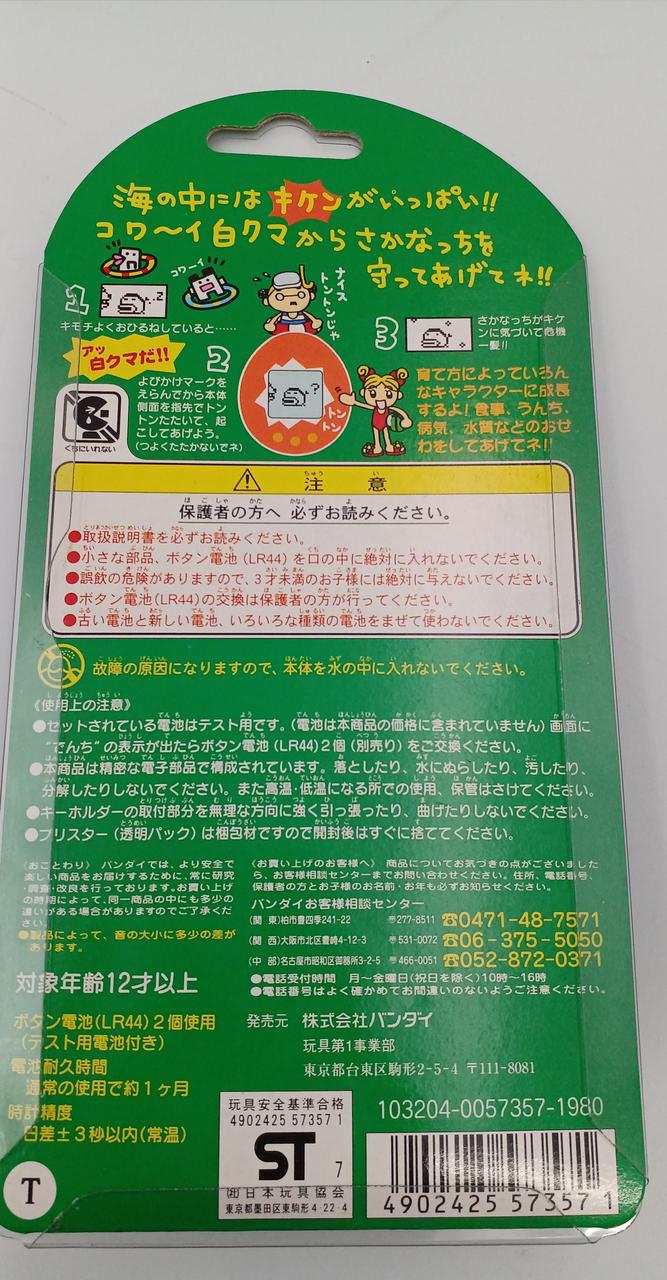 海の中にはキケンがいっぱい!!
コワ〜イ白クマからさかなっちを
守ってあげてネ!!
コワーイ
ナイス
トントンじゃ
1
キモチよくおひるねしていると……
アッ
白クマだ!!
2
よびかけマークを
えらんでから本体
側面を指先でトン
トンたたいて、起
こしてあげよう。
(つよくたたかないでネ)
くちにいれない
トン
トン
3
さかなっちがキケ
ンに気づいて危機
一髪!!
育て方によっていろん
なキャラクターに成長
するよ!食事、うんち、
病気、水質などのおせ
わをしてあげてネ!!
注意
保護者の方へ 必ずお読みください。
●取扱説明書を必ずお読みください。
●小さな部品、ボタン電池(LR44)を口の中に絶対に入れないでください。
●誤飲の危険がありますので、3才未満のお子様には絶対に与えないでください。
●ボタン電池(LR44)の交換は保護者の方が行ってください。
●古い電池と新しい電池、いろいろな種類の電池をまぜて使わないでください。
故障の原因になりますので、本体を水の中に入れないでください。
《使用上の注意》
●セットされている電池はテスト用です。(電池は本商品の価格に含まれていません)画面に
"でんち"の表示が出たらボタン電池(LR44)2個(別売り)をご交換ください。
●本商品は精密な電子部品で構成されています。落としたり、水にぬらしたり、汚したり、
分解したりしないでください。また高温・低温になる所での使用、保管はさけてください。
●キーホルダーの取付部分を無理な方向に強く引っ張ったり、曲げたりしないでください。
●ブリスター(透明パック)は梱包材ですので開封後はすぐに捨ててください。
《おことわり》 バンダイでは、より安全で
楽しい商品をお届けするために、常に研究
・調査・改良を行っております。お買い上げ
の時期によって、同一商品の中にも多少の
違いがある場合がありますのでご了承くだ
さい。
●製品によって、音の大小に多少の差が
あります。
《お買い上げのお客様へ》 商品についてお気づきの点がございました
ら、お客様相談センターまでお問い合わせください。住所、電話番号、
保護者の方とお子様のお名前・お年も必ずお知らせください。
バンダイお客様相談センター
(関 東)柏市豊四季241-22 〒277-8511 ☎0471-48-7571
(関 西)大阪市北区豊崎4-12-3 〒531-0072 ☎06-375-5050
(中 部)名古屋市昭和区御器所3-2-5 〒466-0051 ☎052-872-0371
●電話受付時間 月〜金曜日(祝日を除く)10時〜16時
●電話番号はよく確かめてお間違いのないようご注意ください。
対象年齢12才以上
ボタン電池(LR44)2個使用
(テスト用電池付き)
電池耐久時間
通常の使用で約1ヶ月
時計精度
日差±3秒以内(常温)
発売元 株式会社バンダイ
玩具第1事業部
東京都台東区駒形2-5-4 〒111-8081
103204-0057357-1980
玩具安全基準合格
4902425 57357 1
ST
7
(社)日本玩具協会
東京都墨田区東駒形4-22-4
T
4902425 57357 1